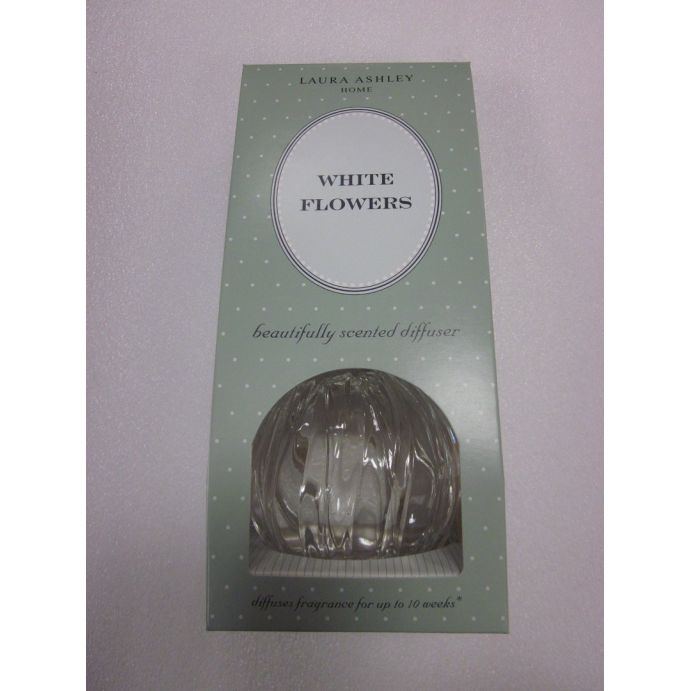 LAURA ASHLEY
HOME
WHITE
FLOWERS
beautifully scented diffuser
diffuses fragrance for up to 10 weeks*